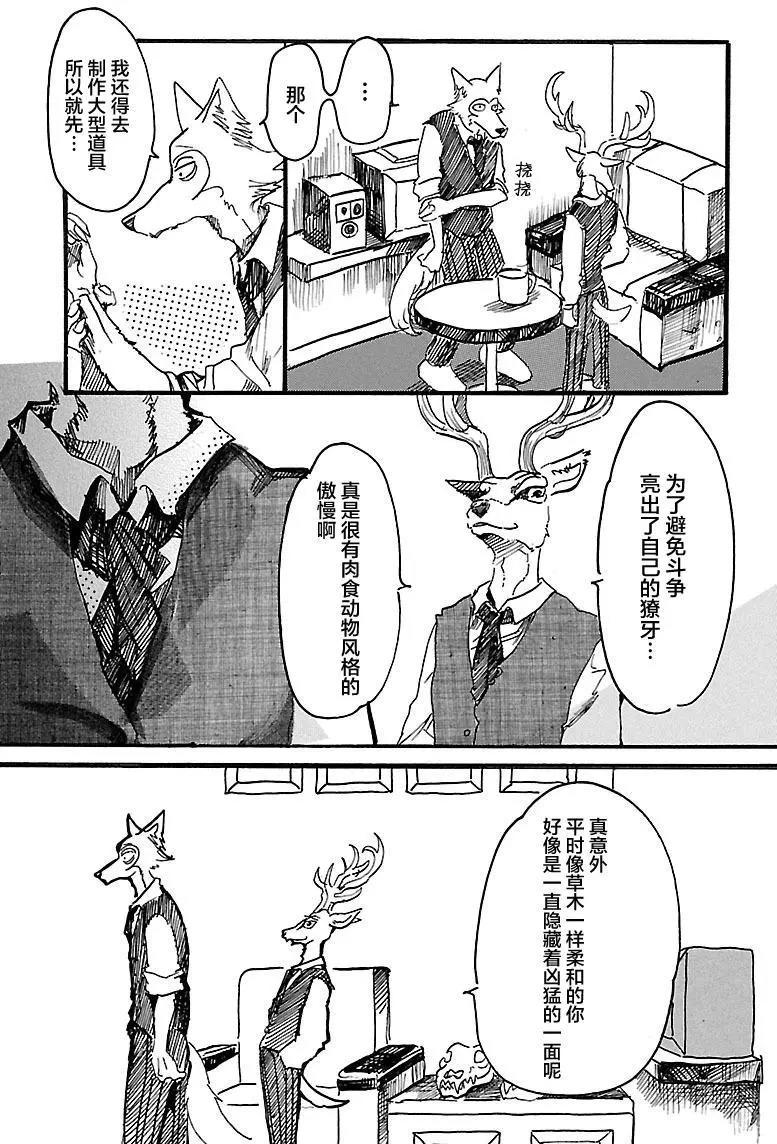 …
那个
挠挠
我还得去
制作大型道具
所以就先…
为了避免斗争
亮出了自己的獠牙…
真是很有肉食动物风格的
傲慢啊
真意外
平时像草木一样柔和的你
好像是一直隐藏着凶猛的一面呢